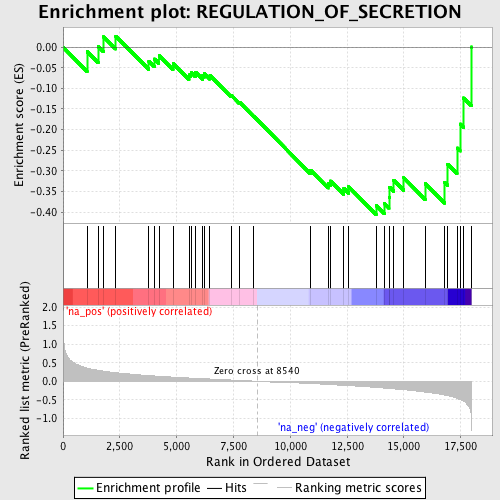 Enrichment plot: REGULATION_OF_SECRETION
Enrichment score (ES)
0.00
-0.05
-0.10
-0.15
-0.20
-0.25
-0.30
-0.35
-0.40
'na_pos' (positively correlated)
Ranked list metric (PreRanked)
2.0
1.5
1.0
0.5
0.0
-0.5
-1.0
Zero cross at 8540
'na_neg' (negatively correlated)
0 2,500 5,000 7,500 10,000 12,500 15,000 17,500
Rank in Ordered Dataset
Enrichment profile Hits Ranking metric scores